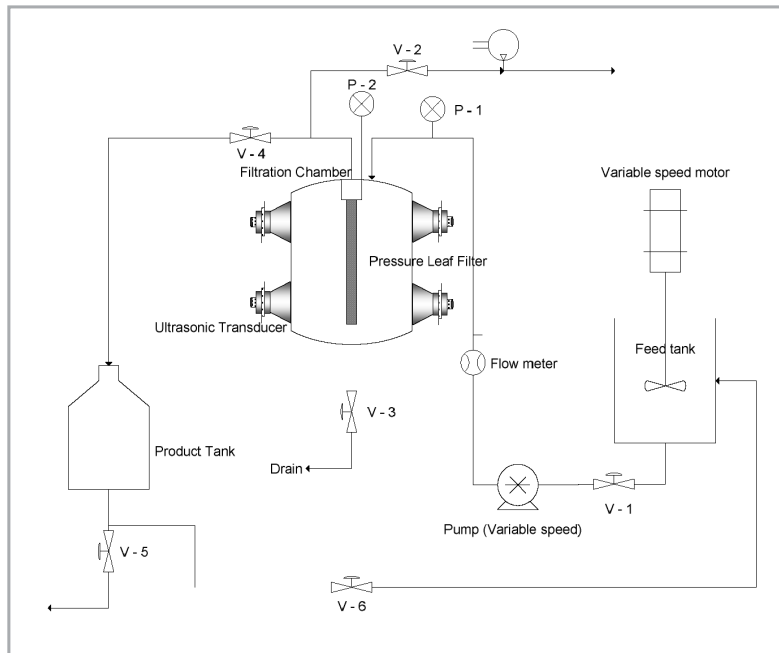 V - 2
P - 2
P - 1
V - 4
Filtration Chamber
Variable speed motor
Pressure Leaf Filter
Ultrasonic Transducer
Feed tank
Flow meter
V - 3
Product Tank
Drain
V - 1
Pump (Variable speed)
V - 5
V - 6